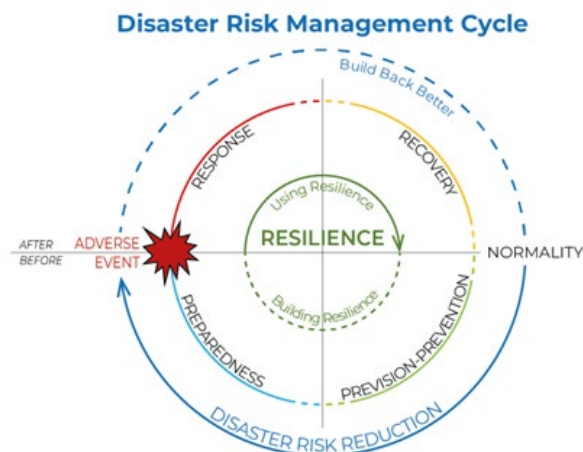 Disaster Risk Management Cycle
Build Back Better
RESPONSE
RECOVERY
Using Resilience
RESILIENCE
AFTER
BEFORE
ADVERSE
EVENT
NORMALITY
Building Resilience
PREPAREDNESS
PREVISION-PREVENTION
DISASTER RISK REDUCTION